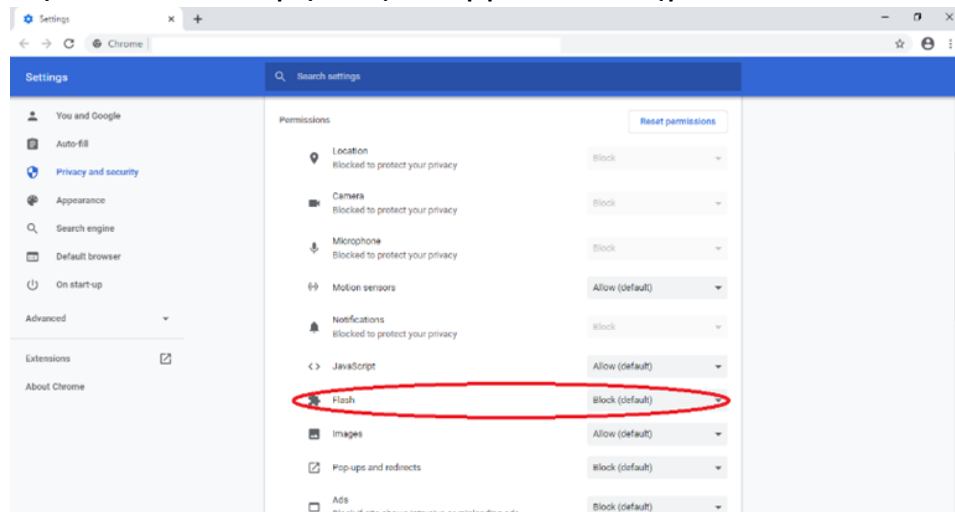 Settings
Chrome
Settings
Search settings
You and Google
Auto-fill
Privacy and security
Appearance
Search engine
Default browser
On start-up
Advanced
Extensions
About Chrome
Permissions
Reset permissions
Location
Blocked to protect your privacy
Block
Camera
Blocked to protect your privacy
Block
Microphone
Blocked to protect your privacy
Block
Motion sensors
Allow (default)
Notifications
Blocked to protect your privacy
Block
JavaScript
Allow (default)
Flash
Block (default)
Images
Allow (default)
Pop-ups and redirects
Block (default)
Ads
Block (default)